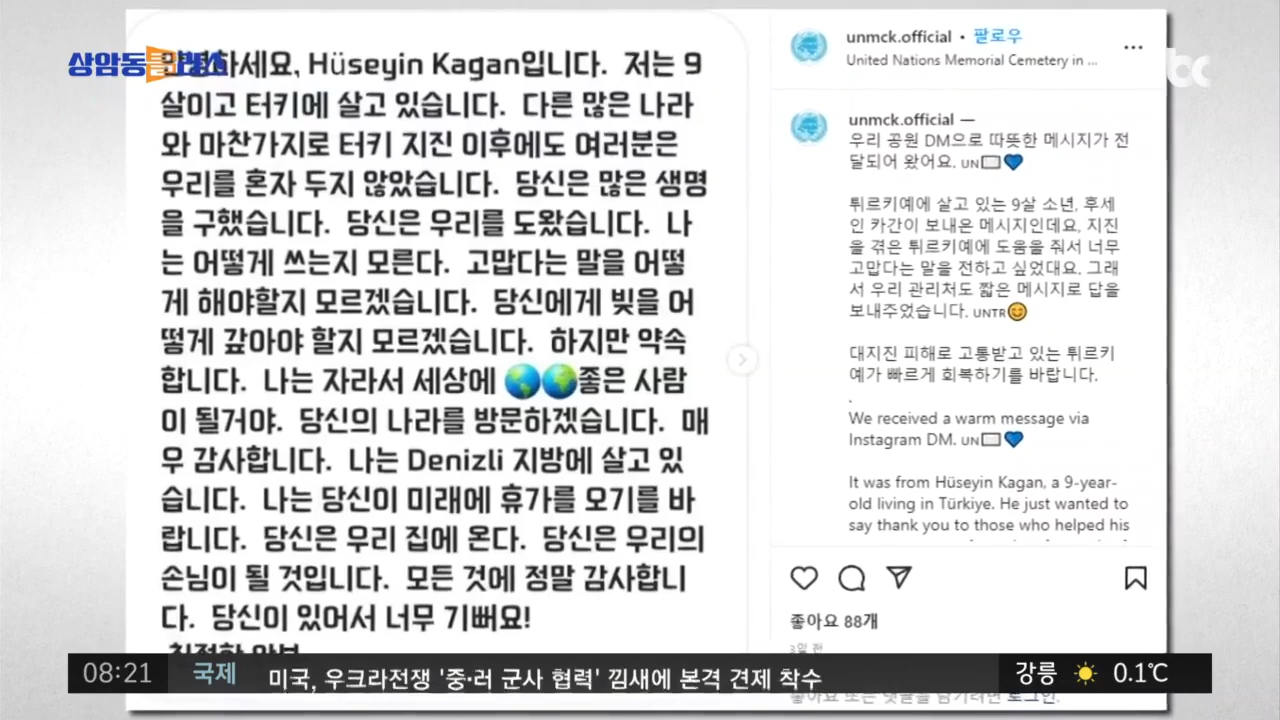 상암동클라스
안녕하세요, Hüseyin Kagan입니다. 저는 9
살이고 터키에 살고 있습니다. 다른 많은 나라
와 마찬가지로 터키 지진 이후에도 여러분은
우리를 혼자 두지 않았습니다. 당신은 많은 생명
을 구했습니다. 당신은 우리를 도왔습니다. 나
는 어떻게 쓰는지 모른다. 고맙다는 말을 어떻
게 해야할지 모르겠습니다. 당신에게 빚을 어
떻게 갚아야 할지 모르겠습니다. 하지만 약속
합니다. 나는 자라서 세상에 🌎🌍좋은 사람
이 될거야. 당신의 나라를 방문하겠습니다. 매
우 감사합니다. 나는 Denizli 지방에 살고 있
습니다. 나는 당신이 미래에 휴가를 오기를 바
랍니다. 당신은 우리 집에 온다. 당신은 우리의
손님이 될 것입니다. 모든 것에 정말 감사합니
다. 당신이 있어서 너무 기뻐요!
unmck.official • 팔로우
United Nations Memorial Cemetery in ...
unmck.official —
우리 공원 DM으로 따뜻한 메시지가 전
달되어 왔어요. UN💙
튀르키예에 살고 있는 9살 소년, 후세
인 카간이 보내온 메시지인데요, 지진
을 겪은 튀르키예에 도움을 줘서 너무
고맙다는 말을 전하고 싶었대요. 그래
서 우리 관리처도 짧은 메시지로 답을
보내주었습니다. UNTR😊
대지진 피해로 고통받고 있는 튀르키
예가 빠르게 회복하기를 바랍니다.
.
We received a warm message via
Instagram DM. UN💙
It was from Hüseyin Kagan, a 9-year-
old living in Türkiye. He just wanted to
say thank you to those who helped his
좋아요 88개
3일 전
08:21 국제 미국, 우크라전쟁 '중·러 군사 협력' 낌새에 본격 견제 착수 강릉 0.1℃